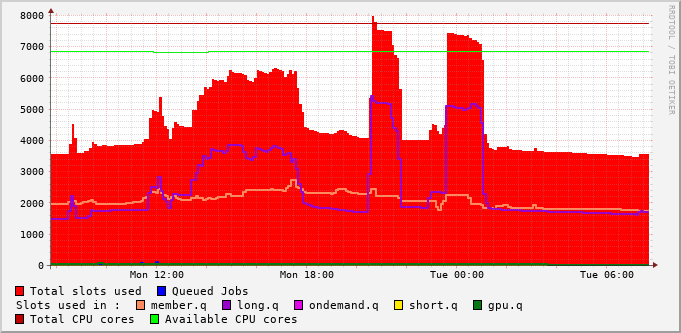 8000
7000
6000
5000
4000
3000
2000
1000
0
Mon 12:00 Mon 18:00 Tue 00:00 Tue 06:00
RRDTOOL / TOBI OETIKER
Total slots used Queued Jobs
Slots used in : member.q long.q ondemand.q short.q gpu.q
Total CPU cores Available CPU cores